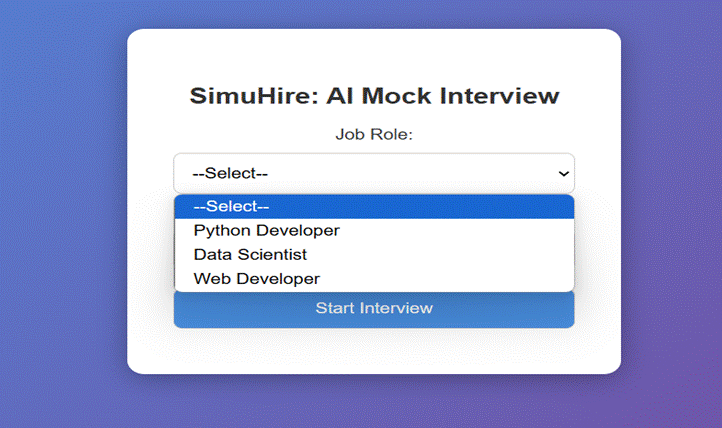 SimuHire: AI Mock Interview
Job Role:
--Select--
--Select--
Python Developer
Data Scientist
Web Developer
Start Interview